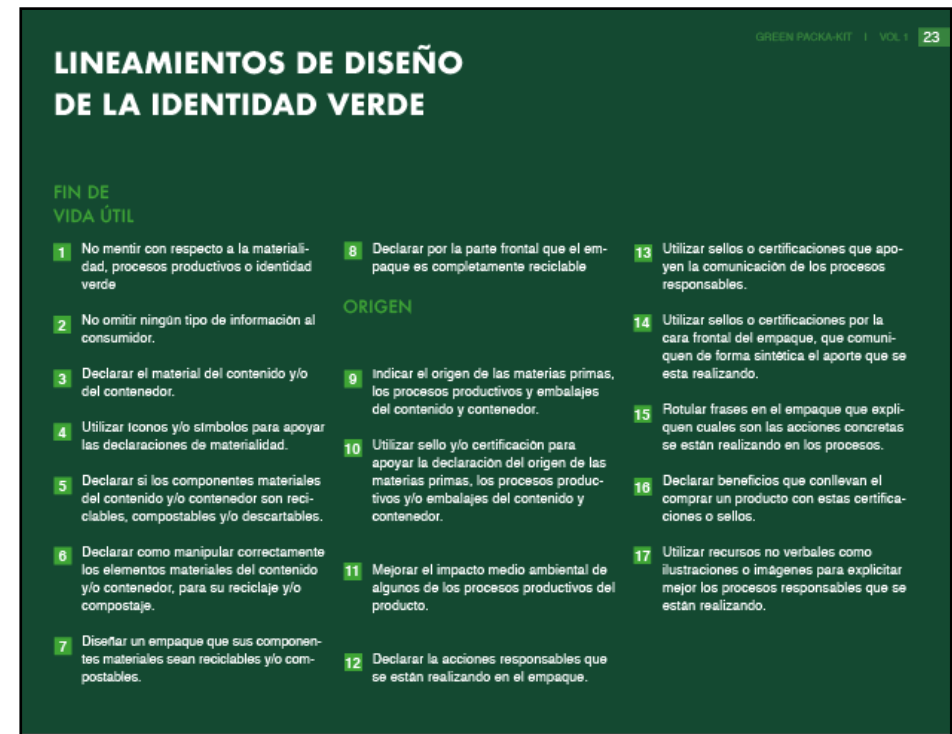 GREEN PACKA-KIT I VOL 1 23
LINEAMIENTOS DE DISEÑO
DE LA IDENTIDAD VERDE
FIN DE
VIDA ÚTIL
1 No mentir con respecto a la materiali-
dad, procesos productivos o identidad
verde
2 No omitir ningún tipo de información al
consumidor.
3 Declarar el material del contenido y/o
del contenedor.
4 Utilizar íconos y/o símbolos para apoyar
las declaraciones de materialidad.
5 Declarar si los componentes materiales
del contenido y/o contenedor son reci-
clables, compostables y/o descartables.
6 Declarar como manipular correctamente
los elementos materiales del contenido
y/o contenedor, para su reciclaje y/o
compostaje.
7 Diseñar un empaque que sus componen-
tes materiales sean reciclables y/o com-
postables.
8 Declarar por la parte frontal que el em-
paque es completamente reciclable
ORIGEN
9 Indicar el origen de las materias primas,
los procesos productivos y embalajes
del contenido y contenedor.
10 Utilizar sello y/o certificación para
apoyar la declaración del origen de las
materias primas, los procesos produc-
tivos y/o embalajes del contenido y
contenedor.
11 Mejorar el impacto medio ambiental de
algunos de los procesos productivos del
producto.
12 Declarar la acciones responsables que
se están realizando en el empaque.
13 Utilizar sellos o certificaciones que apo-
yen la comunicación de los procesos
responsables.
14 Utilizar sellos o certificaciones por la
cara frontal del empaque, que comuni-
quen de forma sintética el aporte que se
esta realizando.
15 Rotular frases en el empaque que expli-
quen cuales son las acciones concretas
se están realizando en los procesos.
16 Declarar beneficios que conllevan el
comprar un producto con estas certifica-
ciones o sellos.
17 Utilizar recursos no verbales como
ilustraciones o imágenes para explicitar
mejor los procesos responsables que se
están realizando.